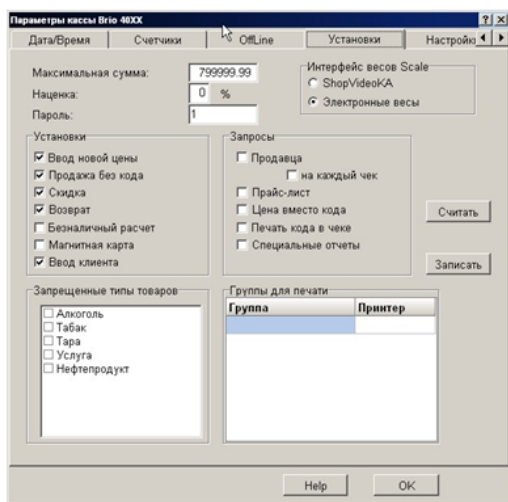 Параметры кассы Brio 40XX
Дата/Время Счетчики OffLine Установки Настройк
Максимальная сумма: 799999.99
Наценка: 0 %
Пароль: 1
Интерфейс весов Scale
ShopVideoKA
Электронные весы
Установки
Ввод новой цены
Продажа без кода
Скидка
Возврат
Безналичный расчет
Магнитная карта
Ввод клиента
Запросы
Продавца
на каждый чек
Прайс-лист
Цена вместо кода
Печать кода в чеке
Специальные отчеты
Считать
Записать
Запрещенные типы товаров
Алкоголь
Табак
Тара
Услуга
Нефтепродукт
Группы для печати
Группа Принтер
Help OK